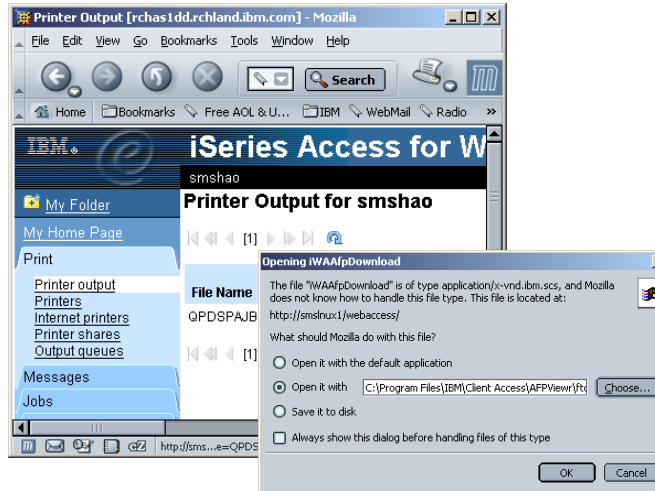 Printer Output [rchas1dd.rchland.ibm.com] - Mozilla
File Edit View Go Bookmarks Tools Window Help
Search
Home Bookmarks Free AOL & U... IBM WebMail Radio »
IBM. iSeries Access for W
smshao
My Folder
My Home Page
Print
Printer output
Printers
Internet printers
Printer shares
Output queues
Messages
Jobs
Printer Output for smshao
[1]
File Name
QPDSPAJB
[1]
http://sms...e=QPDS
Opening iWAAfpDownload
The file "iWAAfpDownload" is of type application/x-vnd.ibm.scs, and Mozilla
does not know how to handle this file type. This file is located at:
http://smslnux1/webaccess/
What should Mozilla do with this file?
Open it with the default application
Open it with C:\Program Files\IBM\Client Access\AFPViewr\ftd Choose...
Save it to disk
Always show this dialog before handling files of this type
OK Cancel